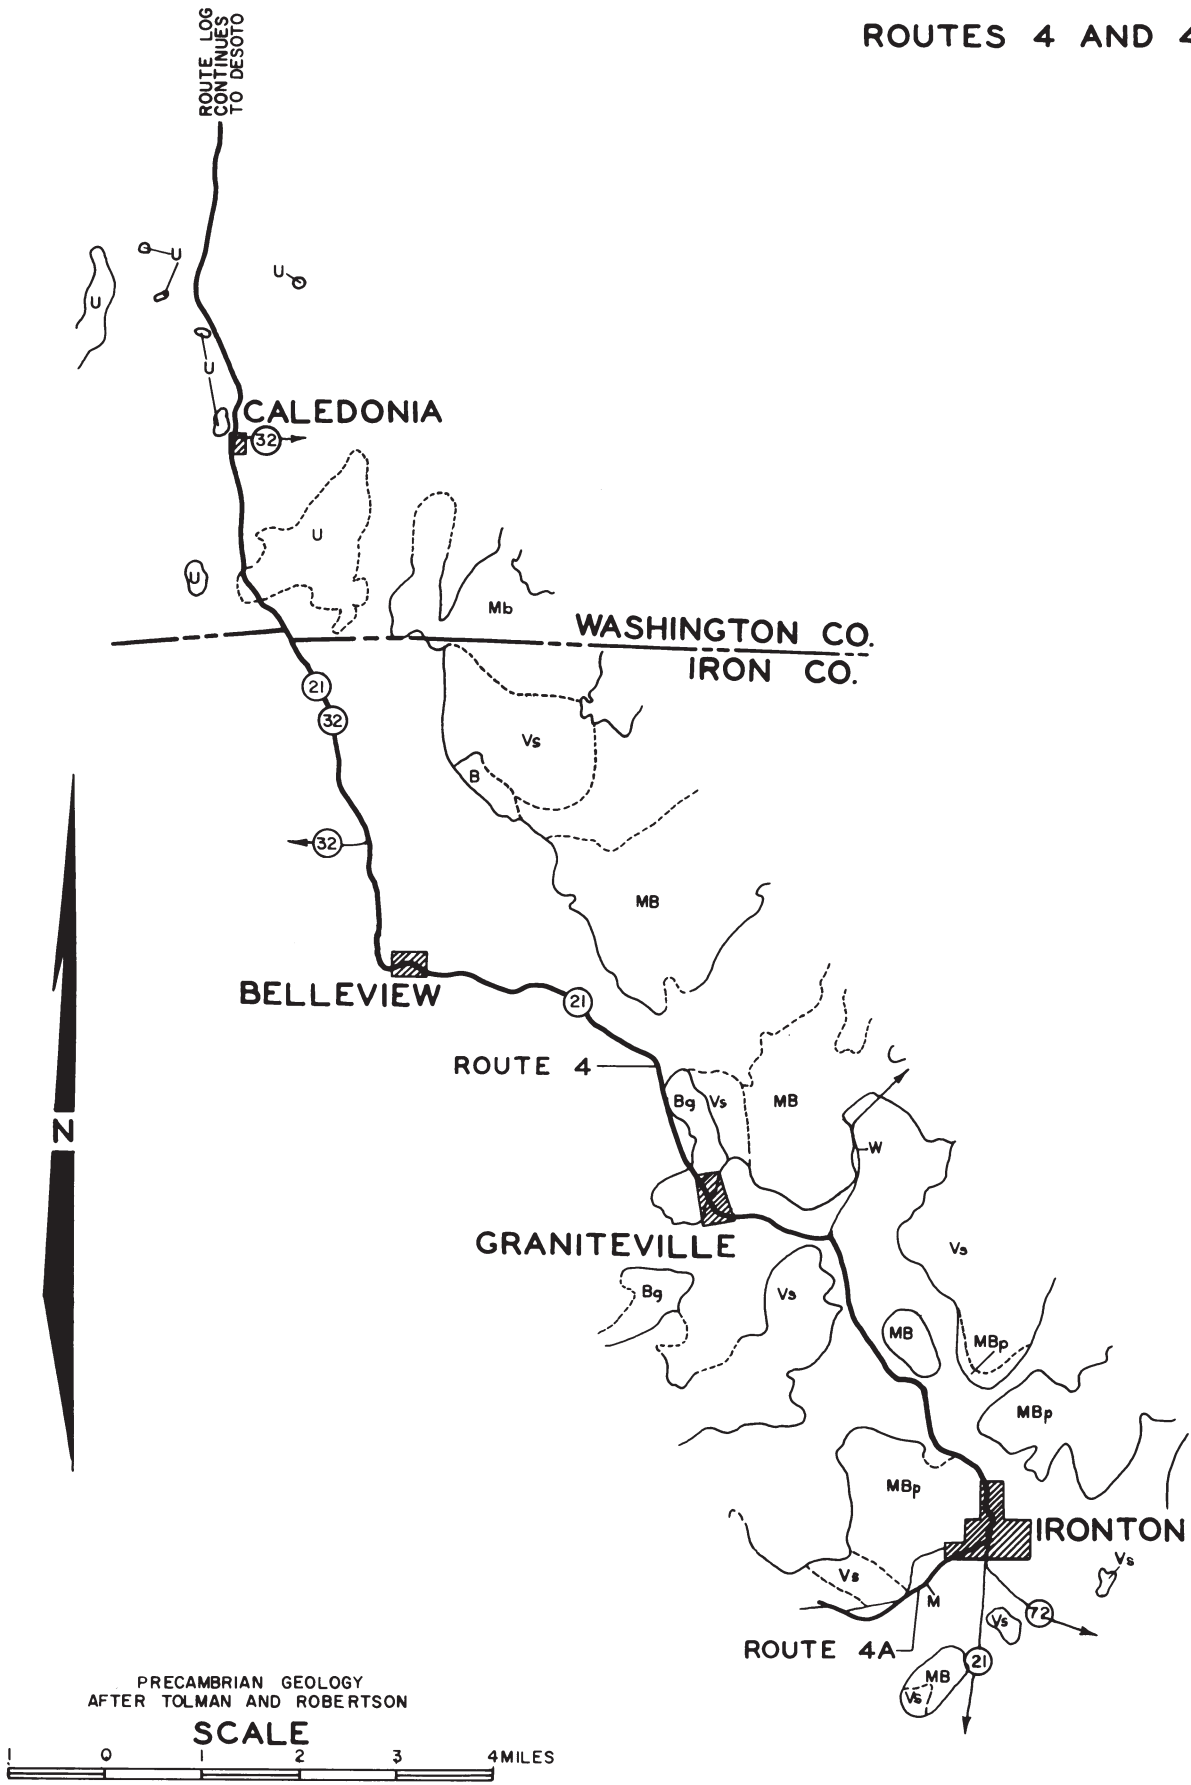 ROUTES 4 AND 4
ROUTE LOG
CONTINUES
TO DESOTO
U
U
U
U
CALEDONIA
32
U
U
Mb
WASHINGTON CO.
IRON CO.
21
32
Vs
B
32
MB
BELLEVIEW
21
ROUTE 4
Bg
Vs
MB
W
N
GRANITEVILLE
Vs
Bg
Vs
MB
MBp
MBp
MBp
IRONTON
Vs
Vs
M
72
Vs
ROUTE 4A
21
MB
Vs
PRECAMBRIAN GEOLOGY
AFTER TOLMAN AND ROBERTSON
SCALE
1 0 1 2 3 4 MILES